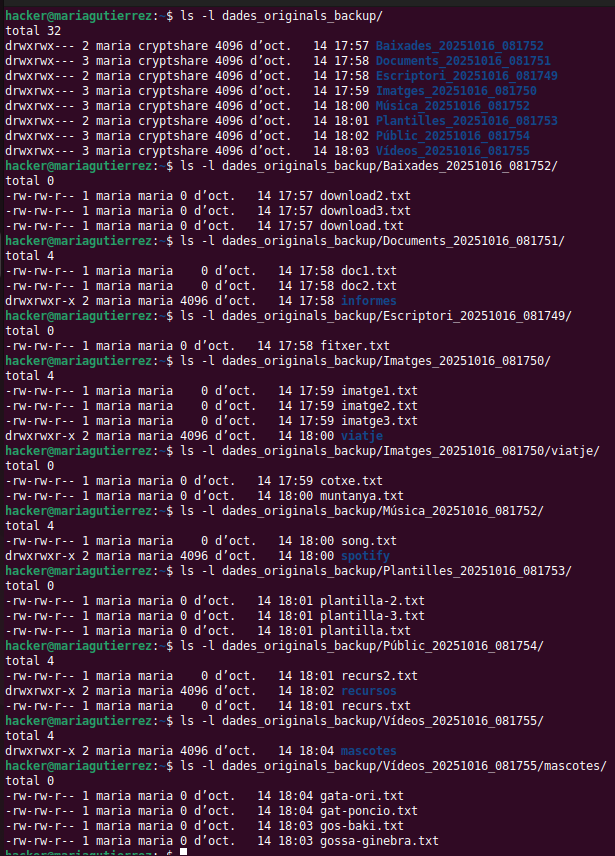 hacker@mariagutierrez:~$ ls -l dades_originals_backup/
total 32
drwxrwx--- 2 maria cryptshare 4096 d’oct.   14 17:57 Baixades_20251016_081752
drwxrwx--- 3 maria cryptshare 4096 d’oct.   14 17:58 Documents_20251016_081751
drwxrwx--- 2 maria cryptshare 4096 d’oct.   14 17:58 Escriptori_20251016_081749
drwxrwx--- 3 maria cryptshare 4096 d’oct.   14 17:59 Imatges_20251016_081750
drwxrwx--- 3 maria cryptshare 4096 d’oct.   14 18:00 Música_20251016_081752
drwxrwx--- 2 maria cryptshare 4096 d’oct.   14 18:01 Plantilles_20251016_081753
drwxrwx--- 3 maria cryptshare 4096 d’oct.   14 18:02 Públic_20251016_081754
drwxrwx--- 3 maria cryptshare 4096 d’oct.   14 18:03 Vídeos_20251016_081755
hacker@mariagutierrez:~$ ls -l dades_originals_backup/Baixades_20251016_081752/
total 0
-rw-rw-r-- 1 maria maria 0 d’oct.   14 17:57 download2.txt
-rw-rw-r-- 1 maria maria 0 d’oct.   14 17:57 download3.txt
-rw-rw-r-- 1 maria maria 0 d’oct.   14 17:57 download.txt
hacker@mariagutierrez:~$ ls -l dades_originals_backup/Documents_20251016_081751/
total 4
-rw-rw-r-- 1 maria maria    0 d’oct.   14 17:58 doc1.txt
-rw-rw-r-- 1 maria maria    0 d’oct.   14 17:58 doc2.txt
drwxrwxr-x 2 maria maria 4096 d’oct.   14 17:58 informes
hacker@mariagutierrez:~$ ls -l dades_originals_backup/Escriptori_20251016_081749/
total 0
-rw-rw-r-- 1 maria maria 0 d’oct.   14 17:58 fitxer.txt
hacker@mariagutierrez:~$ ls -l dades_originals_backup/Imatges_20251016_081750/
total 4
-rw-rw-r-- 1 maria maria    0 d’oct.   14 17:59 imatge1.txt
-rw-rw-r-- 1 maria maria    0 d’oct.   14 17:59 imatge2.txt
-rw-rw-r-- 1 maria maria    0 d’oct.   14 17:59 imatge3.txt
drwxrwxr-x 2 maria maria 4096 d’oct.   14 18:00 viatje
hacker@mariagutierrez:~$ ls -l dades_originals_backup/Imatges_20251016_081750/viatje/
total 0
-rw-rw-r-- 1 maria maria 0 d’oct.   14 17:59 cotxe.txt
-rw-rw-r-- 1 maria maria 0 d’oct.   14 18:00 muntanya.txt
hacker@mariagutierrez:~$ ls -l dades_originals_backup/Música_20251016_081752/
total 4
-rw-rw-r-- 1 maria maria    0 d’oct.   14 18:00 song.txt
drwxrwxr-x 2 maria maria 4096 d’oct.   14 18:00 spotify
hacker@mariagutierrez:~$ ls -l dades_originals_backup/Plantilles_20251016_081753/
total 0
-rw-rw-r-- 1 maria maria 0 d’oct.   14 18:01 plantilla-2.txt
-rw-rw-r-- 1 maria maria 0 d’oct.   14 18:01 plantilla-3.txt
-rw-rw-r-- 1 maria maria 0 d’oct.   14 18:01 plantilla.txt
hacker@mariagutierrez:~$ ls -l dades_originals_backup/Públic_20251016_081754/
total 4
-rw-rw-r-- 1 maria maria    0 d’oct.   14 18:01 recurs2.txt
drwxrwxr-x 2 maria maria 4096 d’oct.   14 18:02 recursos
-rw-rw-r-- 1 maria maria    0 d’oct.   14 18:01 recurs.txt
hacker@mariagutierrez:~$ ls -l dades_originals_backup/Vídeos_20251016_081755/
total 4
drwxrwxr-x 2 maria maria 4096 d’oct.   14 18:04 mascotes
hacker@mariagutierrez:~$ ls -l dades_originals_backup/Vídeos_20251016_081755/mascotes/
total 0
-rw-rw-r-- 1 maria maria 0 d’oct.   14 18:04 gata-ori.txt
-rw-rw-r-- 1 maria maria 0 d’oct.   14 18:04 gat-poncio.txt
-rw-rw-r-- 1 maria maria 0 d’oct.   14 18:03 gos-baki.txt
-rw-rw-r-- 1 maria maria 0 d’oct.   14 18:03 gossa-ginebra.txt
hacker@mariagutierrez:~$